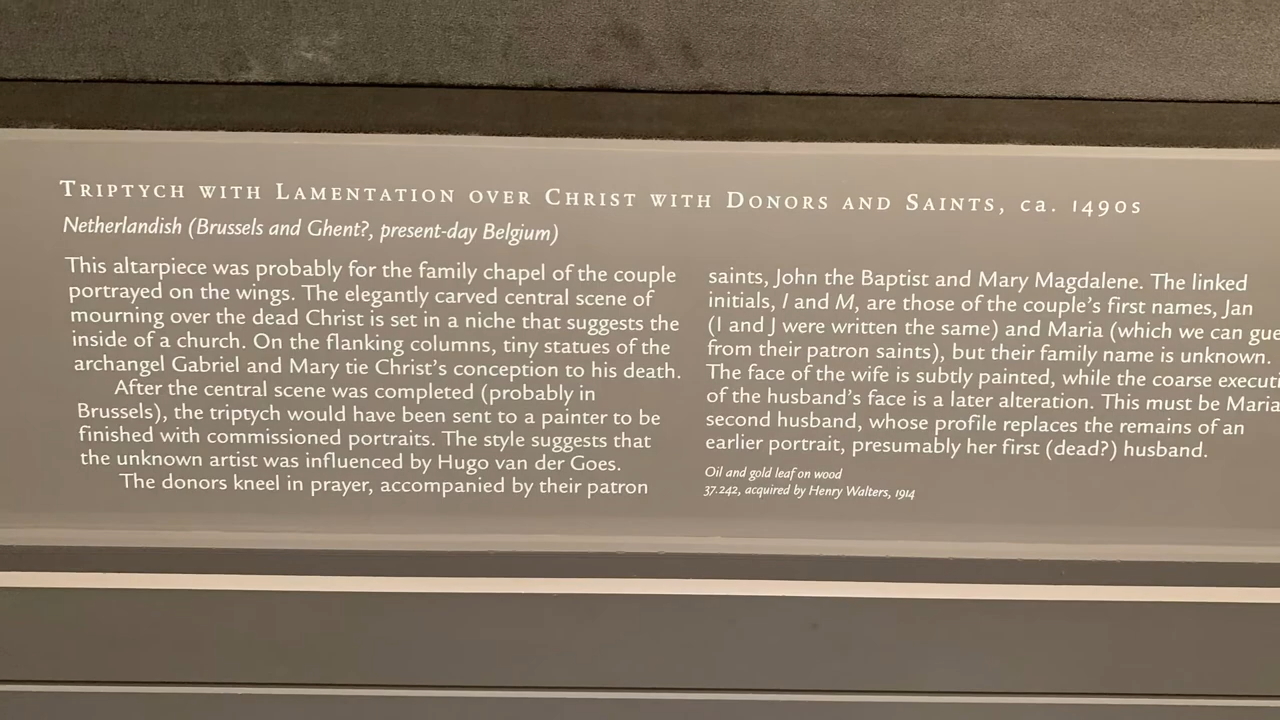 Triptych with Lamentation over Christ with Donors and Saints, ca. 1490s
Netherlandish (Brussels and Ghent?, present-day Belgium)
This altarpiece was probably for the family chapel of the couple
portrayed on the wings. The elegantly carved central scene of
mourning over the dead Christ is set in a niche that suggests the
inside of a church. On the flanking columns, tiny statues of the
archangel Gabriel and Mary tie Christ's conception to his death.
After the central scene was completed (probably in
Brussels), the triptych would have been sent to a painter to be
finished with commissioned portraits. The style suggests that
the unknown artist was influenced by Hugo van der Goes.
The donors kneel in prayer, accompanied by their patron
saints, John the Baptist and Mary Magdalene. The linked
initials, I and M, are those of the couple's first names, Jan
(I and J were written the same) and Maria (which we can
from their patron saints), but their family name is unknown.
The face of the wife is subtly painted, while the coarse
of the husband's face is a later alteration. This must be
second husband, whose profile replaces the remains of an
earlier portrait, presumably her first (dead?) husband.
Oil and gold leaf on wood
37.242, acquired by Henry Walters, 1914